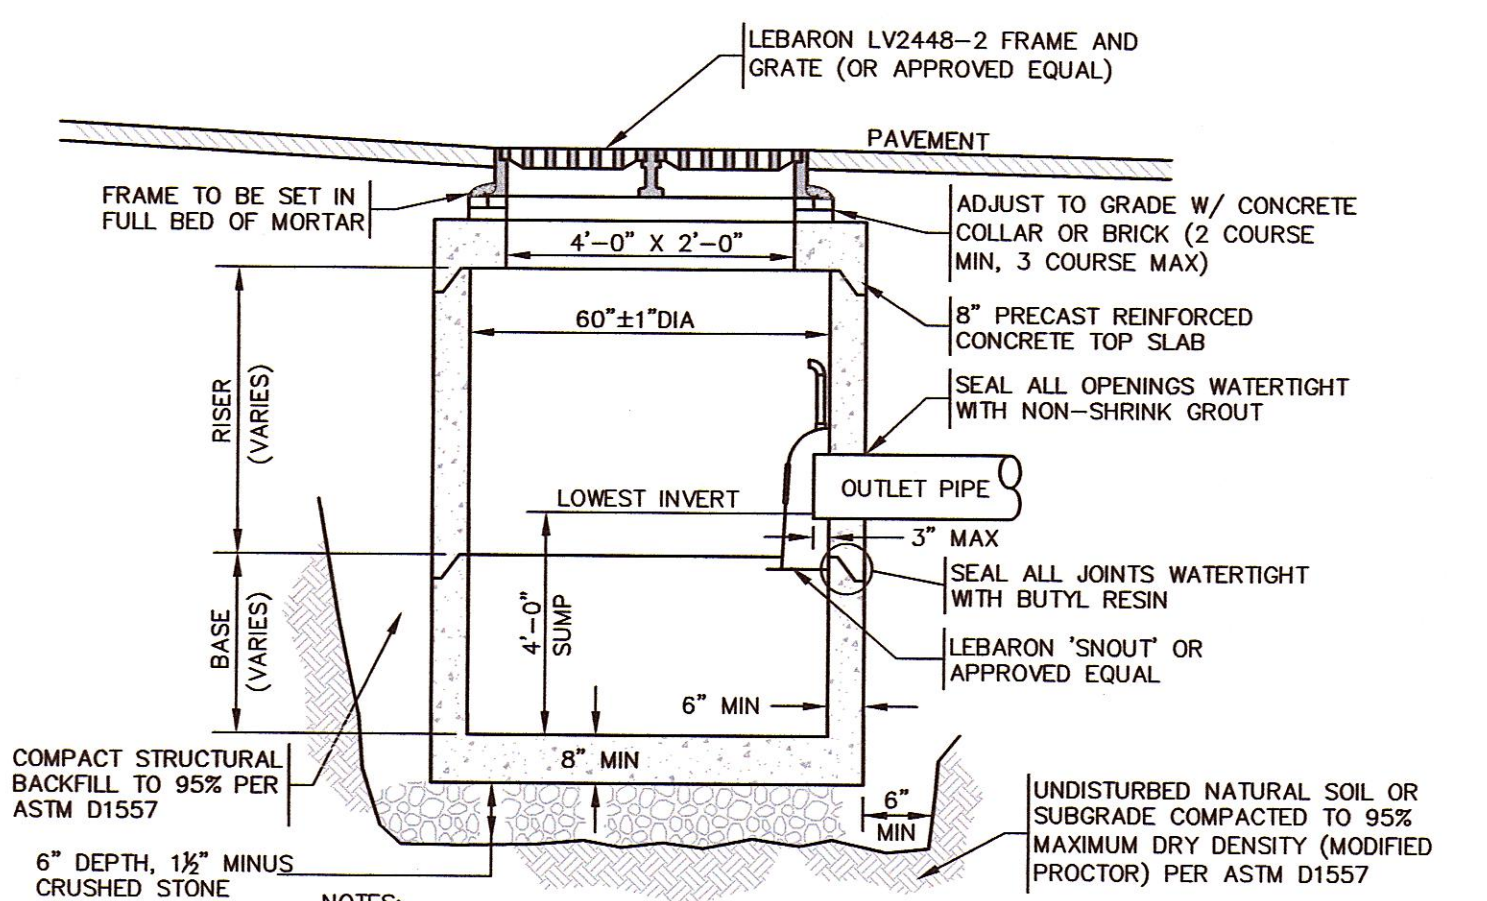 LEBARON LV2448-2 FRAME AND
GRATE (OR APPROVED EQUAL)
PAVEMENT
FRAME TO BE SET IN
FULL BED OF MORTAR
ADJUST TO GRADE W/ CONCRETE
COLLAR OR BRICK (2 COURSE
MIN, 3 COURSE MAX)
4'-0" X 2'-0"
8" PRECAST REINFORCED
CONCRETE TOP SLAB
60"±1"DIA
RISER
(VARIES)
SEAL ALL OPENINGS WATERTIGHT
WITH NON-SHRINK GROUT
OUTLET PIPE
LOWEST INVERT
3" MAX
SEAL ALL JOINTS WATERTIGHT
WITH BUTYL RESIN
BASE
(VARIES)
4'-0"
SUMP
LEBARON 'SNOUT' OR
APPROVED EQUAL
6" MIN
8" MIN
COMPACT STRUCTURAL
BACKFILL TO 95% PER
ASTM D1557
6"
MIN
UNDISTURBED NATURAL SOIL OR
SUBGRADE COMPACTED TO 95%
MAXIMUM DRY DENSITY (MODIFIED
PROCTOR) PER ASTM D1557
6" DEPTH, 1½" MINUS
CRUSHED STONE
NOTES: